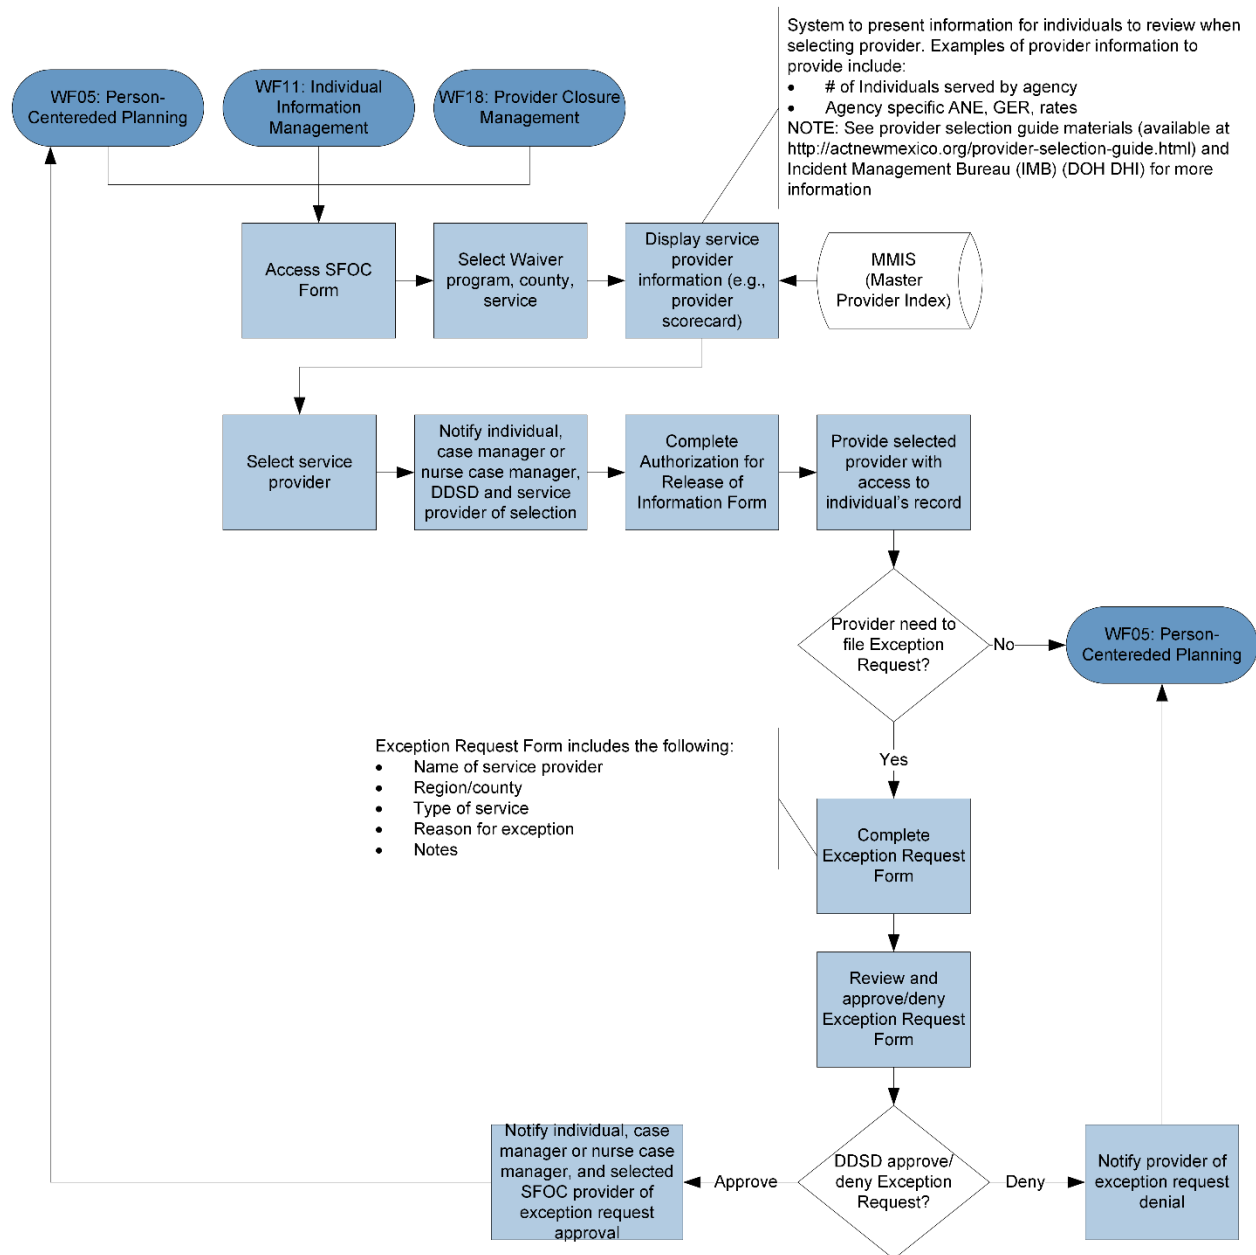 System to present information for individuals to review when
selecting provider. Examples of provider information to
provide include:
• # of Individuals served by agency
• Agency specific ANE, GER, rates
NOTE: See provider selection guide materials (available at
http://actnewmexico.org/provider-selection-guide.html) and
Incident Management Bureau (IMB) (DOH DHI) for more
information
WF05: Person-
Centereded Planning
WF11: Individual
Information
Management
WF18: Provider Closure
Management
Access SFOC
Form
Select Waiver
program, county,
service
Display service
provider
information (e.g.,
provider
scorecard)
MMIS
(Master
Provider Index)
Select service
provider
Notify individual,
case manager or
nurse case manager,
DDSD and service
provider of selection
Complete
Authorization for
Release of
Information Form
Provide selected
provider with
access to
individual's record
Provider need to
file Exception
Request?
No
WF05: Person-
Centereded Planning
Yes
Exception Request Form includes the following:
• Name of service provider
• Region/county
• Type of service
• Reason for exception
• Notes
Complete
Exception Request
Form
Review and
approve/deny
Exception Request
Form
Notify individual, case
manager or nurse case
manager, and selected
SFOC provider of
exception request
approval
Approve
DDSD approve/
deny Exception
Request?
Deny
Notify provider of
exception request
denial